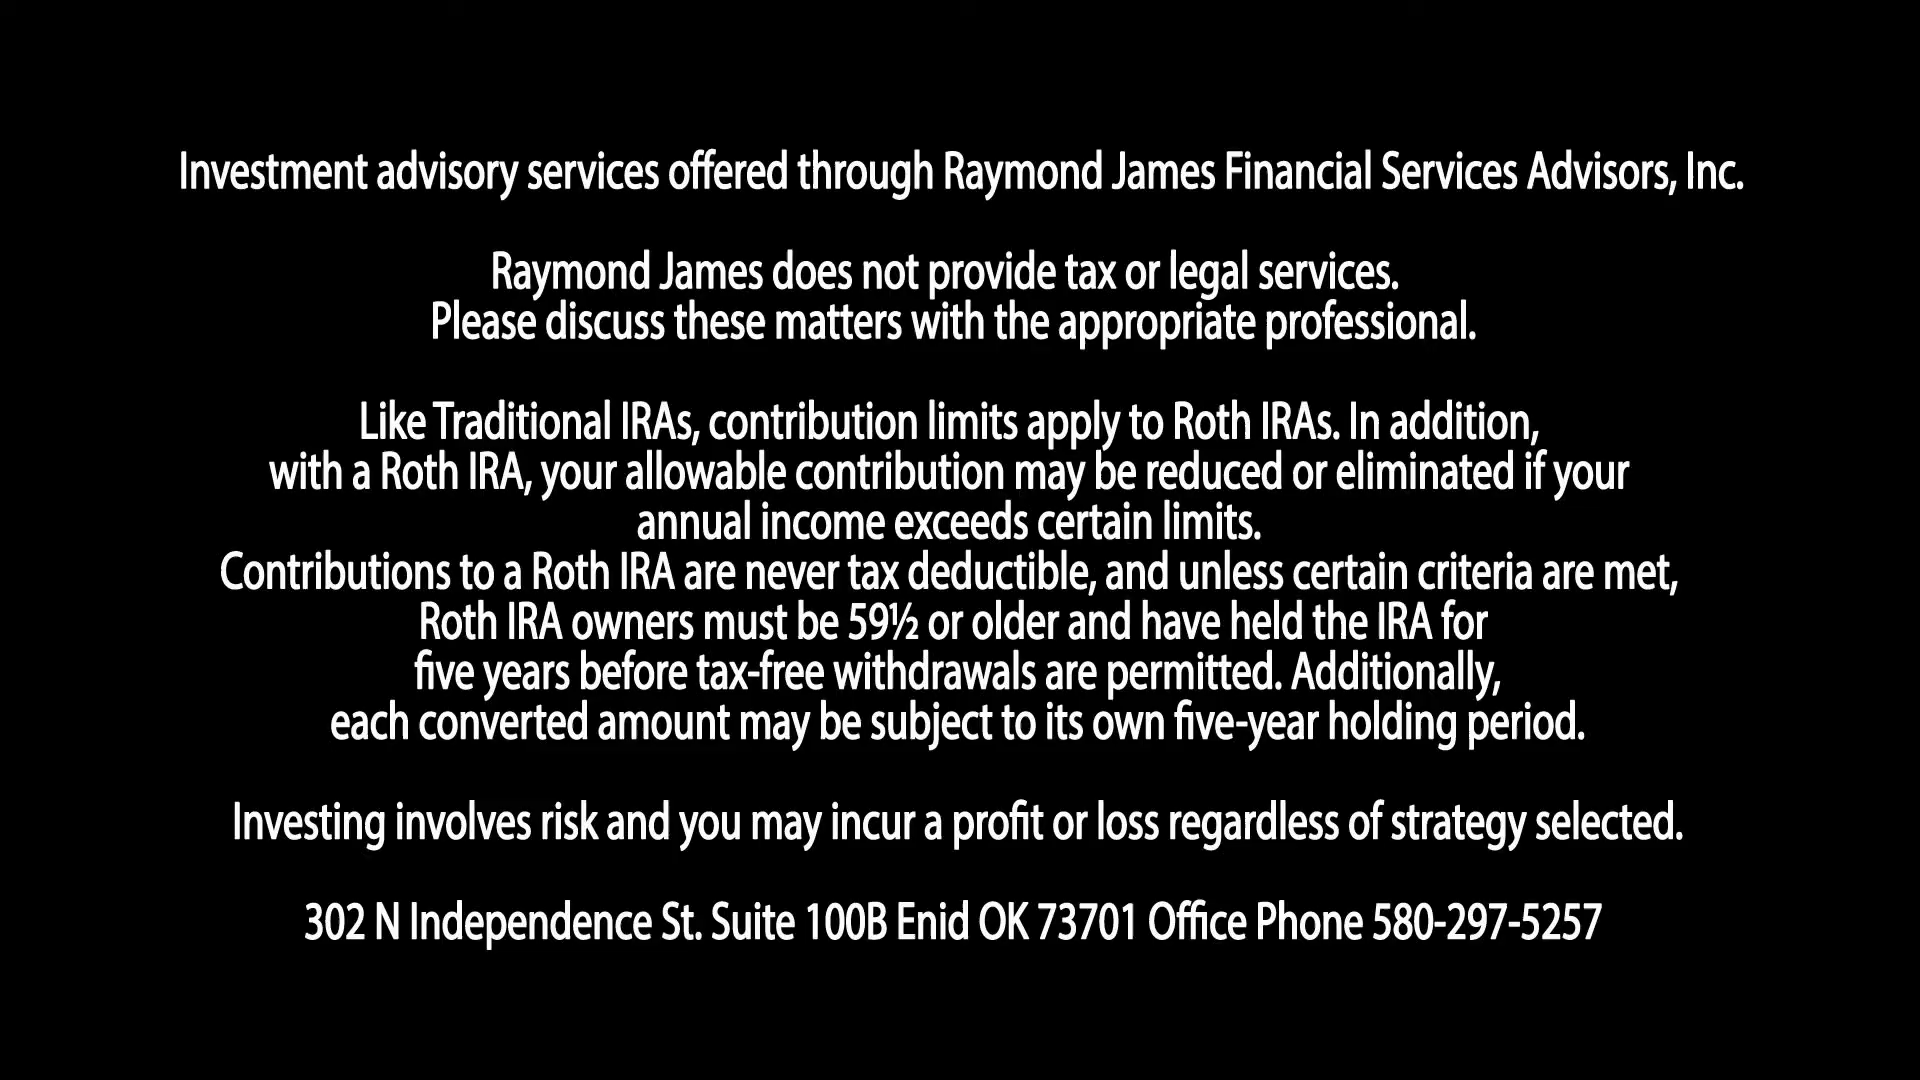 Investment advisory services offered through Raymond James Financial Services Advisors, Inc.
Raymond James does not provide tax or legal services.
Please discuss these matters with the appropriate professional.
Like Traditional IRAs, contribution limits apply to Roth IRAs. In addition,
with a Roth IRA, your allowable contribution may be reduced or eliminated if your
annual income exceeds certain limits.
Contributions to a Roth IRA are never tax deductible, and unless certain criteria are met,
Roth IRA owners must be 59½ or older and have held the IRA for
five years before tax-free withdrawals are permitted. Additionally,
each converted amount may be subject to its own five-year holding period.
Investing involves risk and you may incur a profit or loss regardless of strategy selected.
302 N Independence St. Suite 100B Enid OK 73701 Office Phone 580-297-5257